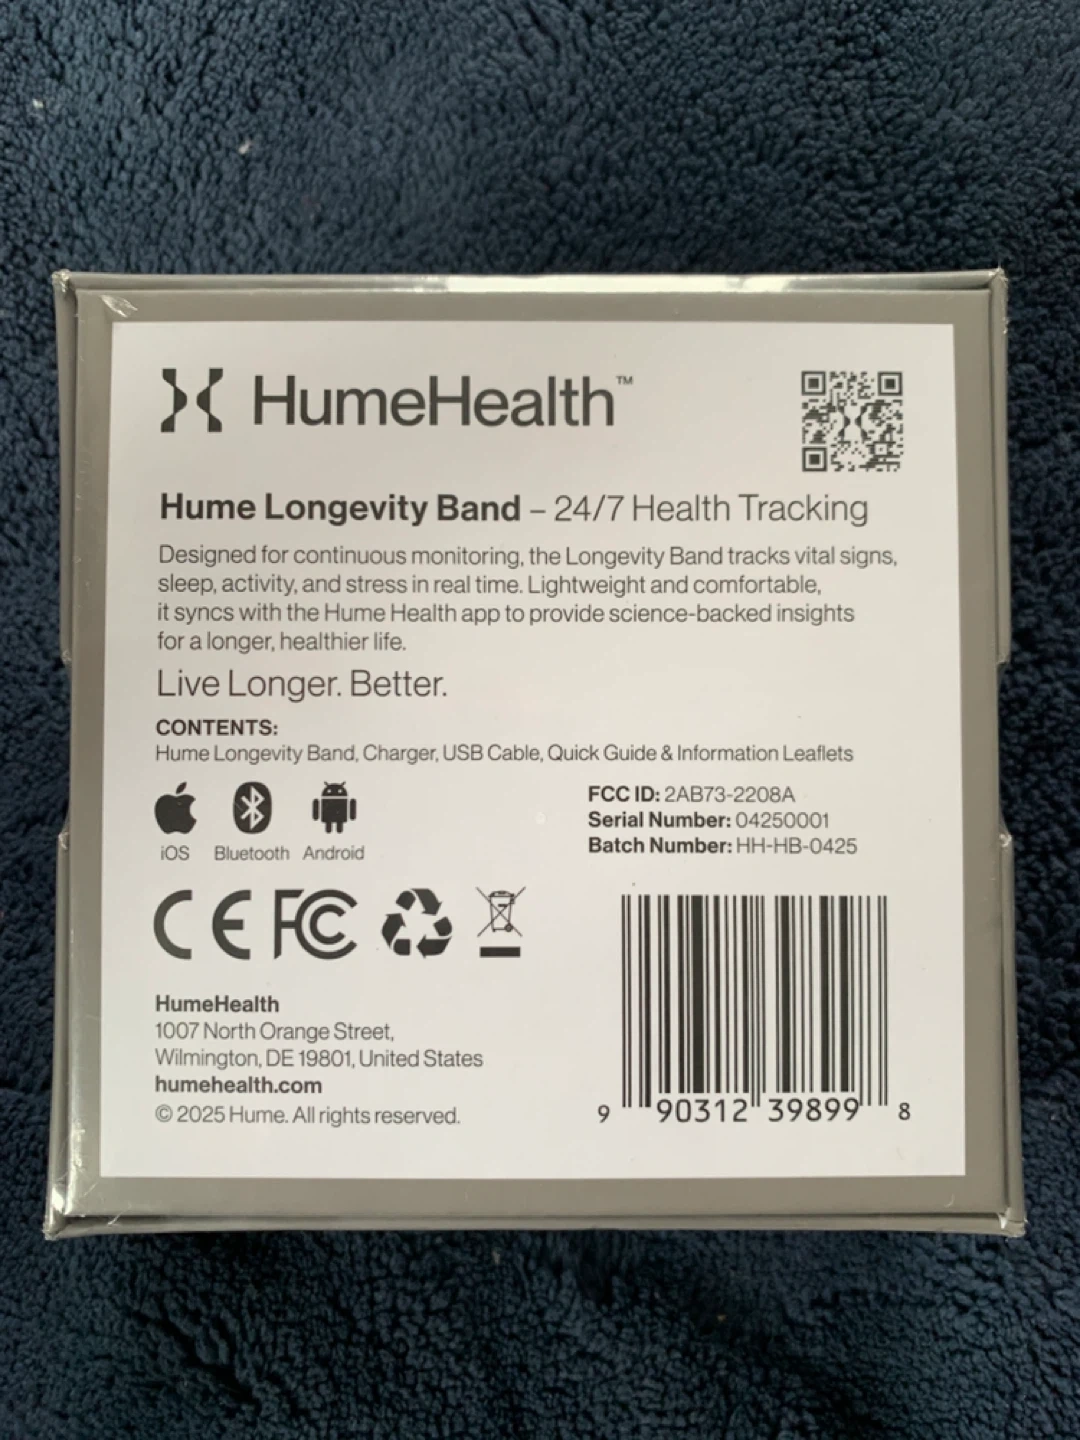 HumeHealth™
Hume Longevity Band – 24/7 Health Tracking
Designed for continuous monitoring, the Longevity Band tracks vital signs,
sleep, activity, and stress in real time. Lightweight and comfortable,
it syncs with the Hume Health app to provide science-backed insights
for a longer, healthier life.
Live Longer. Better.
CONTENTS:
Hume Longevity Band, Charger, USB Cable, Quick Guide & Information Leaflets
iOS Bluetooth Android
FCC ID: 2AB73-2208A
Serial Number: 04250001
Batch Number: HH-HB-0425
CE FCC
HumeHealth
1007 North Orange Street,
Wilmington, DE 19801, United States
humehealth.com
© 2025 Hume. All rights reserved.
9 90312 39899 8